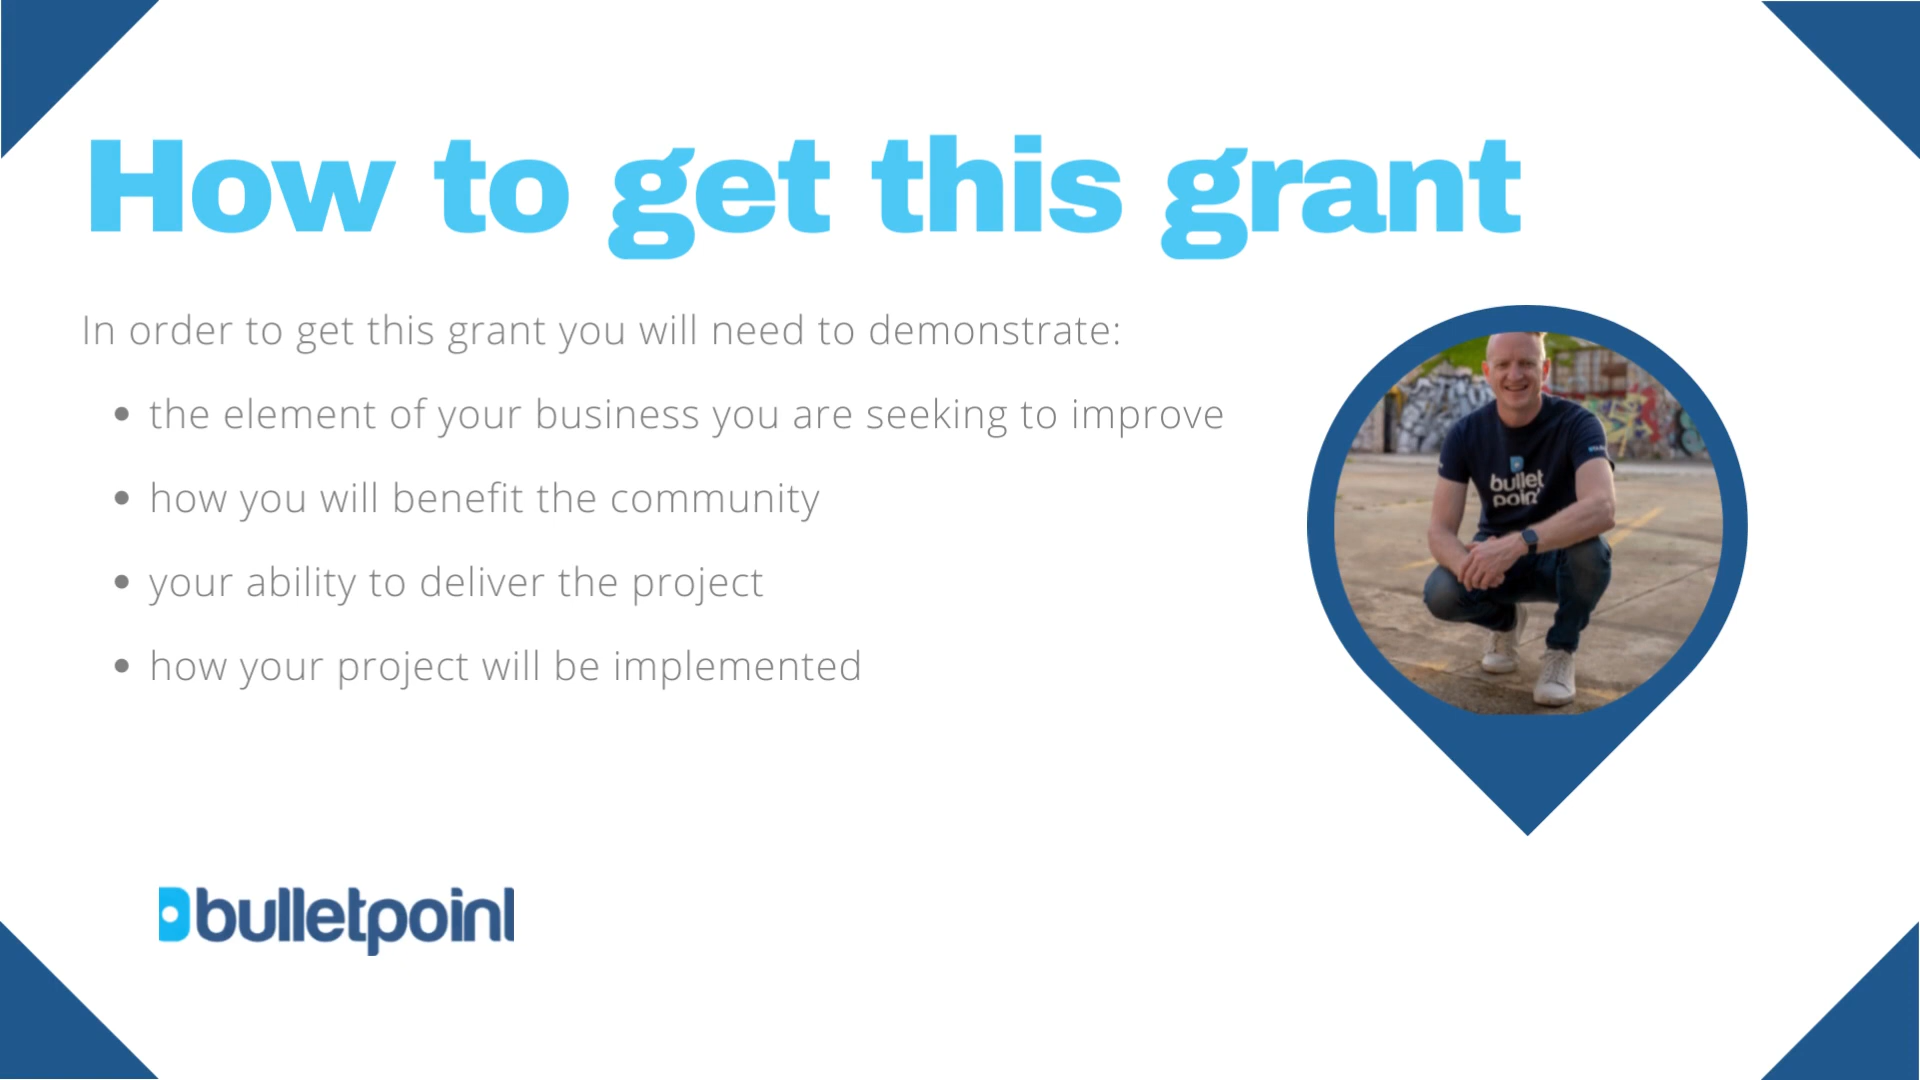 How to get this grant
In order to get this grant you will need to demonstrate:
• the element of your business you are seeking to improve
• how you will benefit the community
• your ability to deliver the project
• how your project will be implemented
bullet
point
bulletpoint